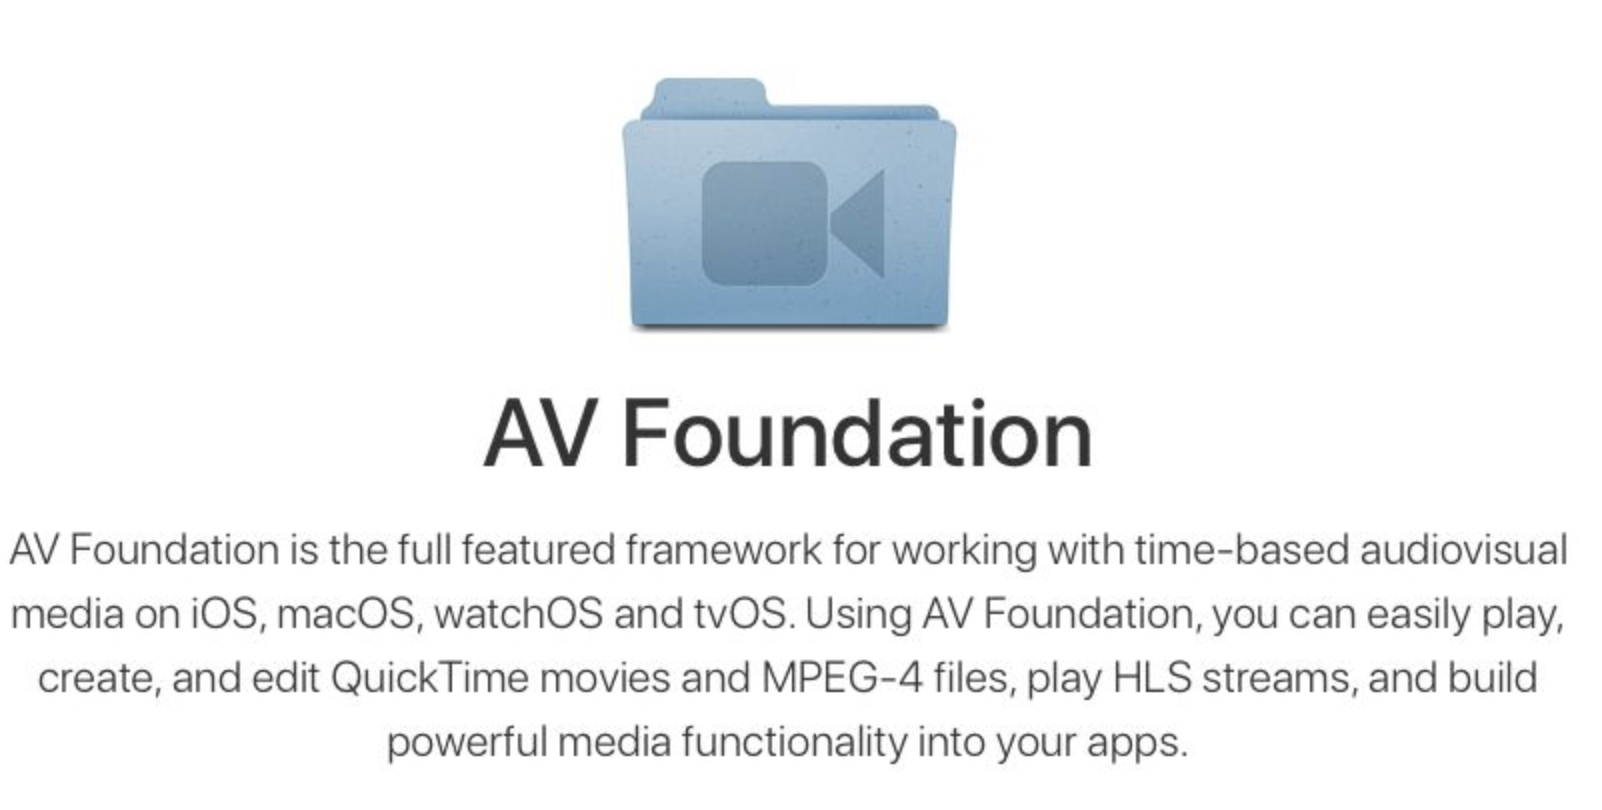 AV Foundation
AV Foundation is the full featured framework for working with time-based audiovisual
media on iOS, macOS, watchOS and tvOS. Using AV Foundation, you can easily play,
create, and edit QuickTime movies and MPEG-4 files, play HLS streams, and build
powerful media functionality into your apps.